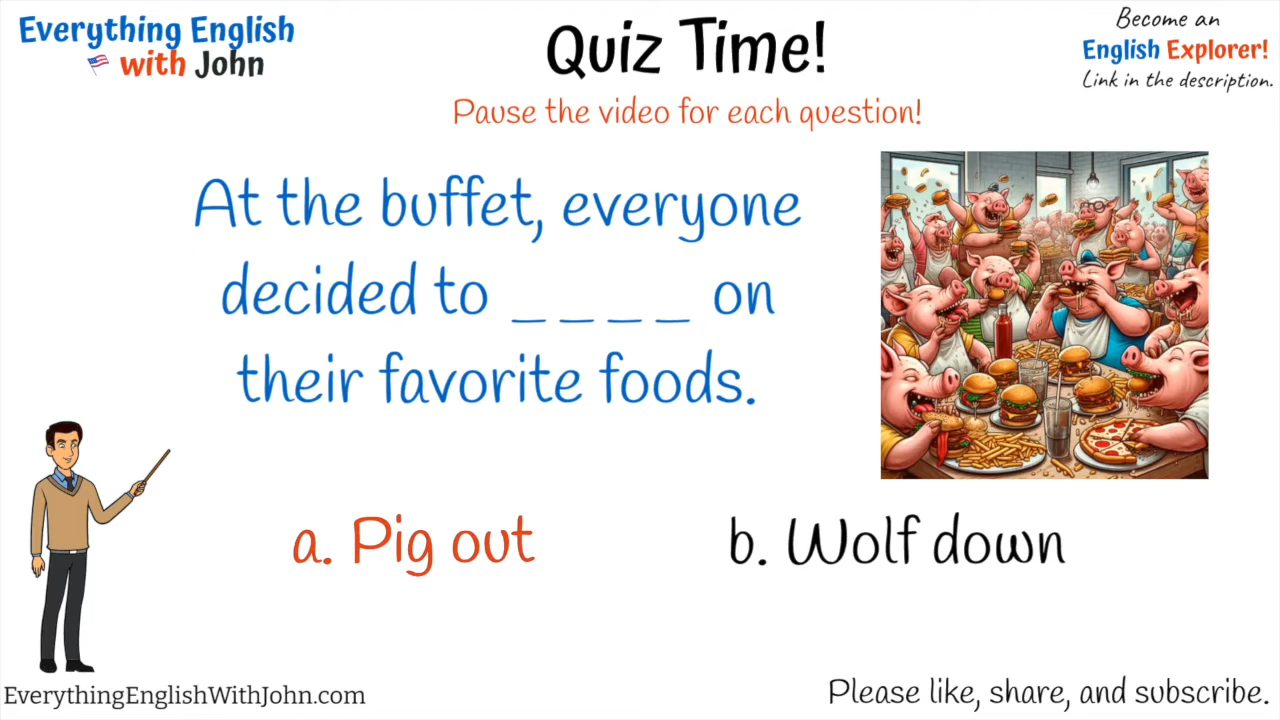 Everything English
with John
Quiz Time!
Pause the video for each question!
Become an
English Explorer!
Link in the description.
At the buffet, everyone
decided to _ _ _ _ on
their favorite foods.
a. Pig out
b. Wolf down
EverythingEnglishWithJohn.com
Please like, share, and subscribe.